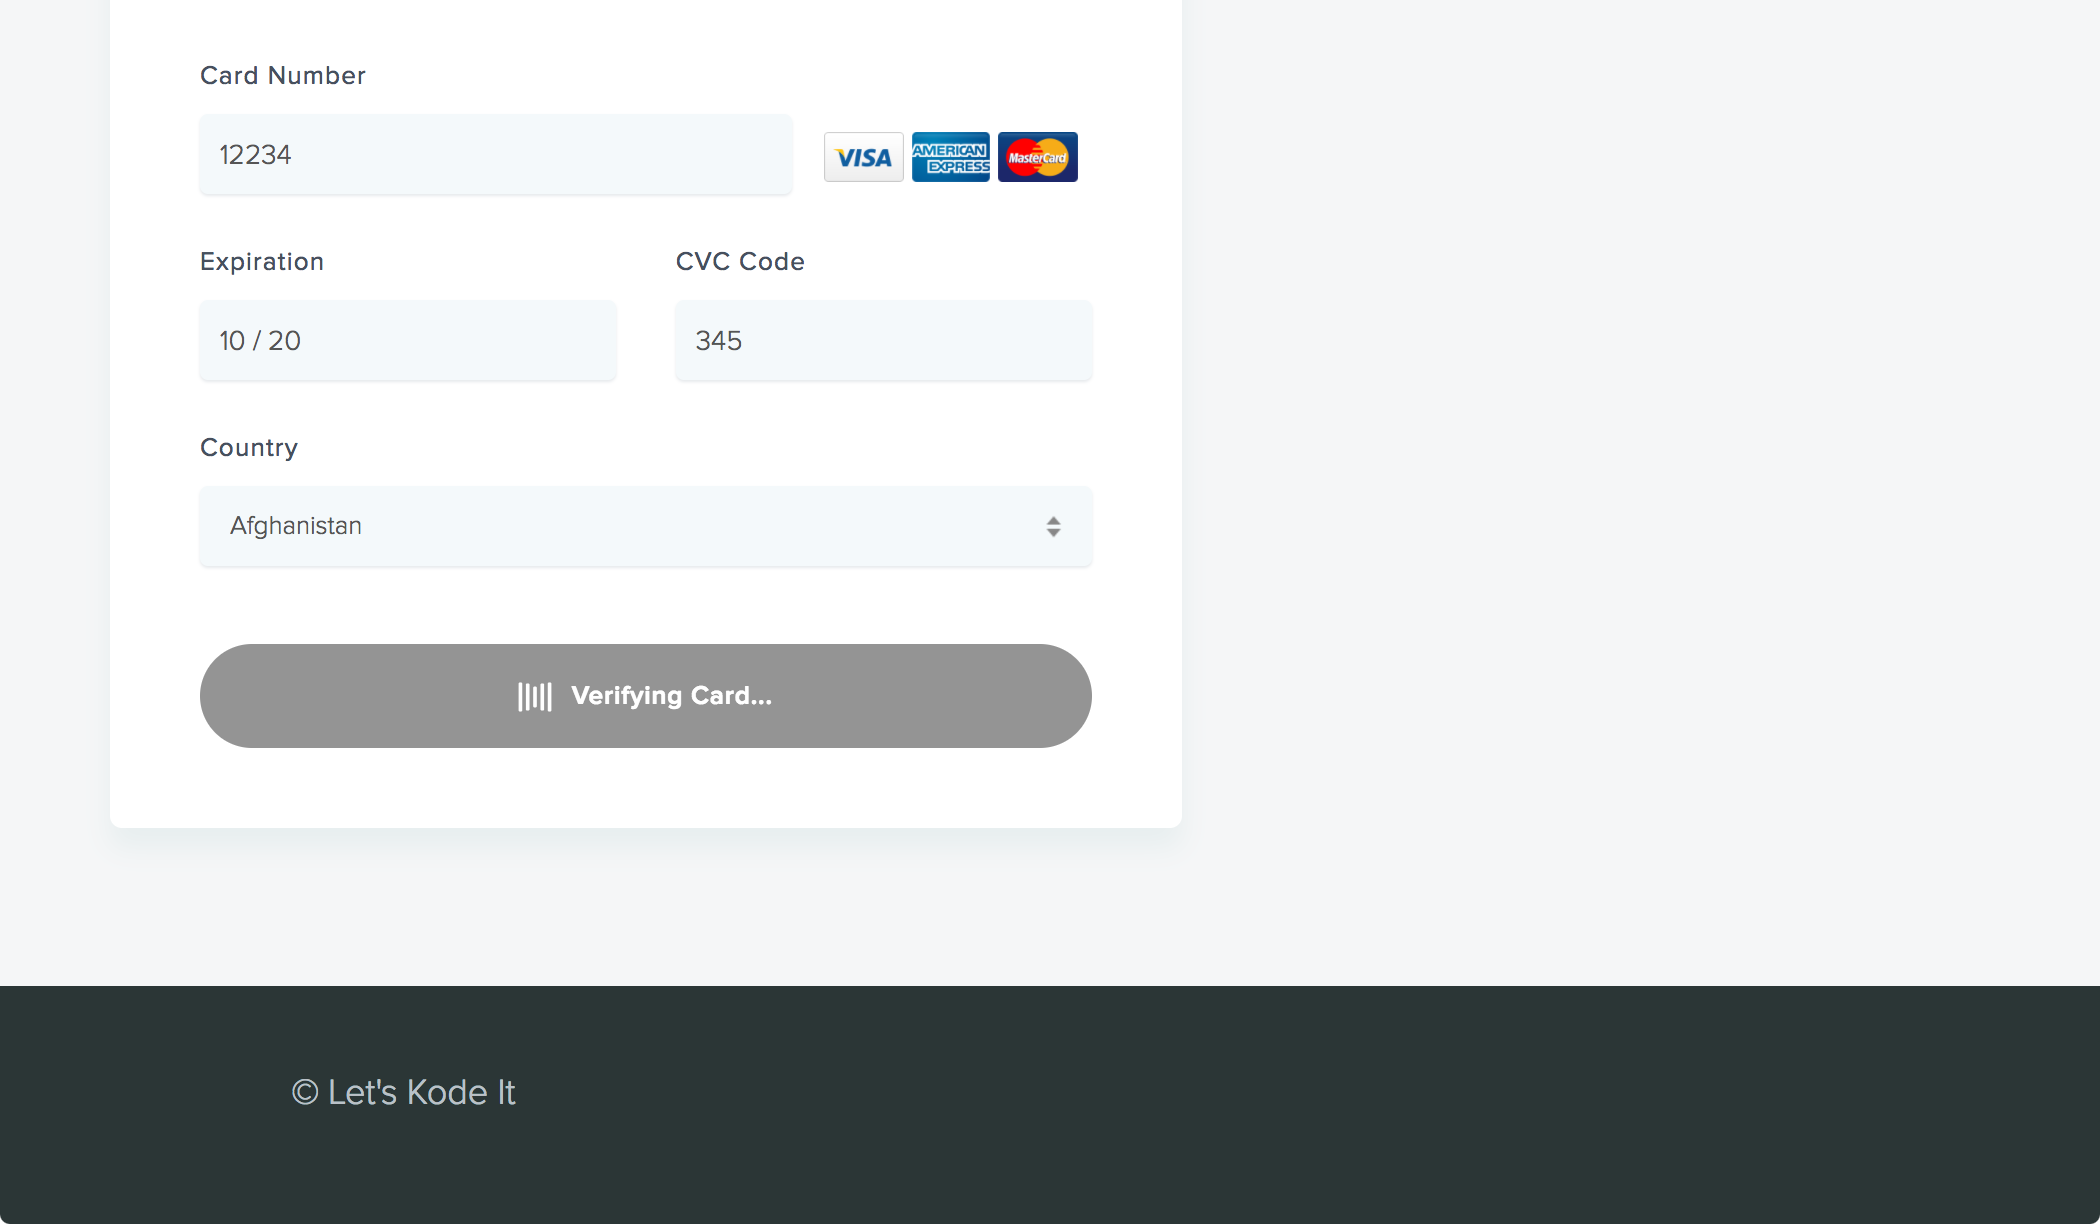 Card Number
12234
VISA
AMERICAN
EXPRESS
MasterCard
Expiration
CVC Code
10 / 20
345
Country
Afghanistan
Verifying Card...
© Let's Kode It